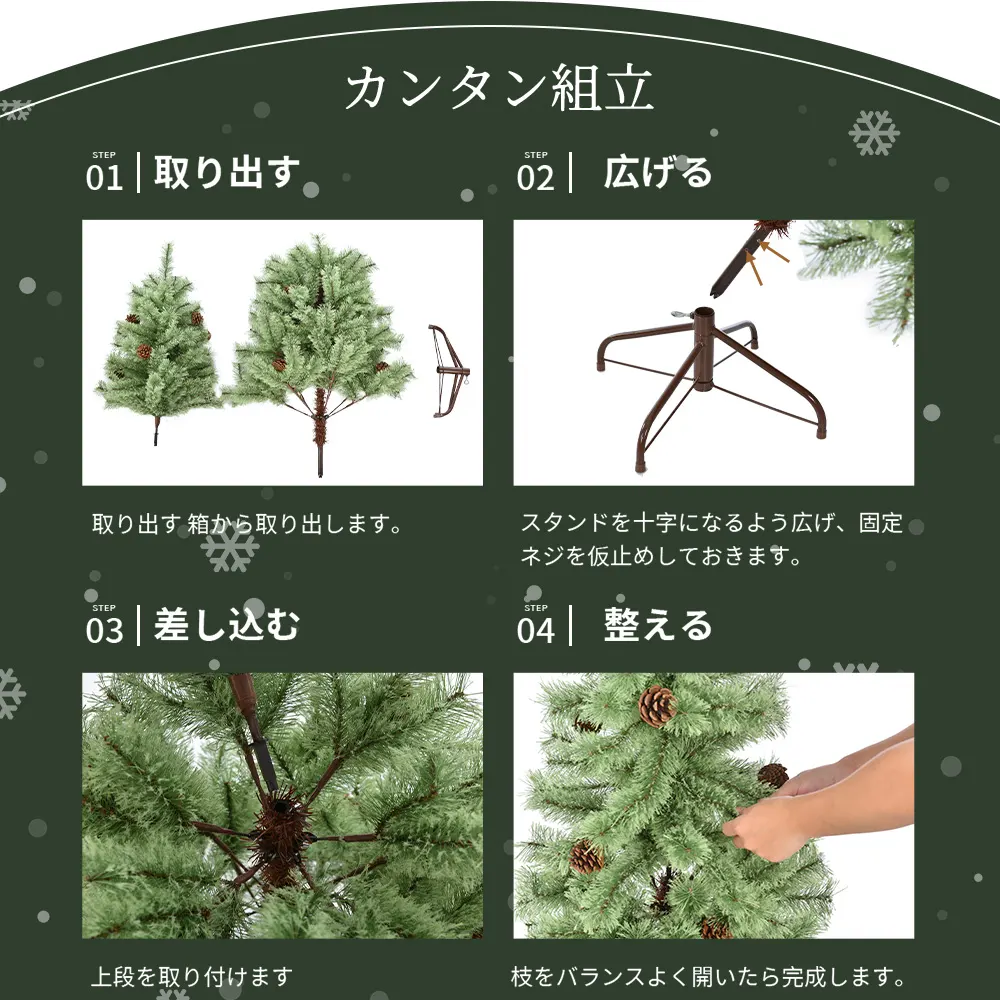 カンタン組立
STEP
01
取り出す
STEP
02
広げる
取り出す 箱から取り出します。
スタンドを十字になるよう広げ、固定
ネジを仮止めしておきます。
STEP
03
差し込む
STEP
04
整える
上段を取り付けます
枝をバランスよく開いたら完成します。